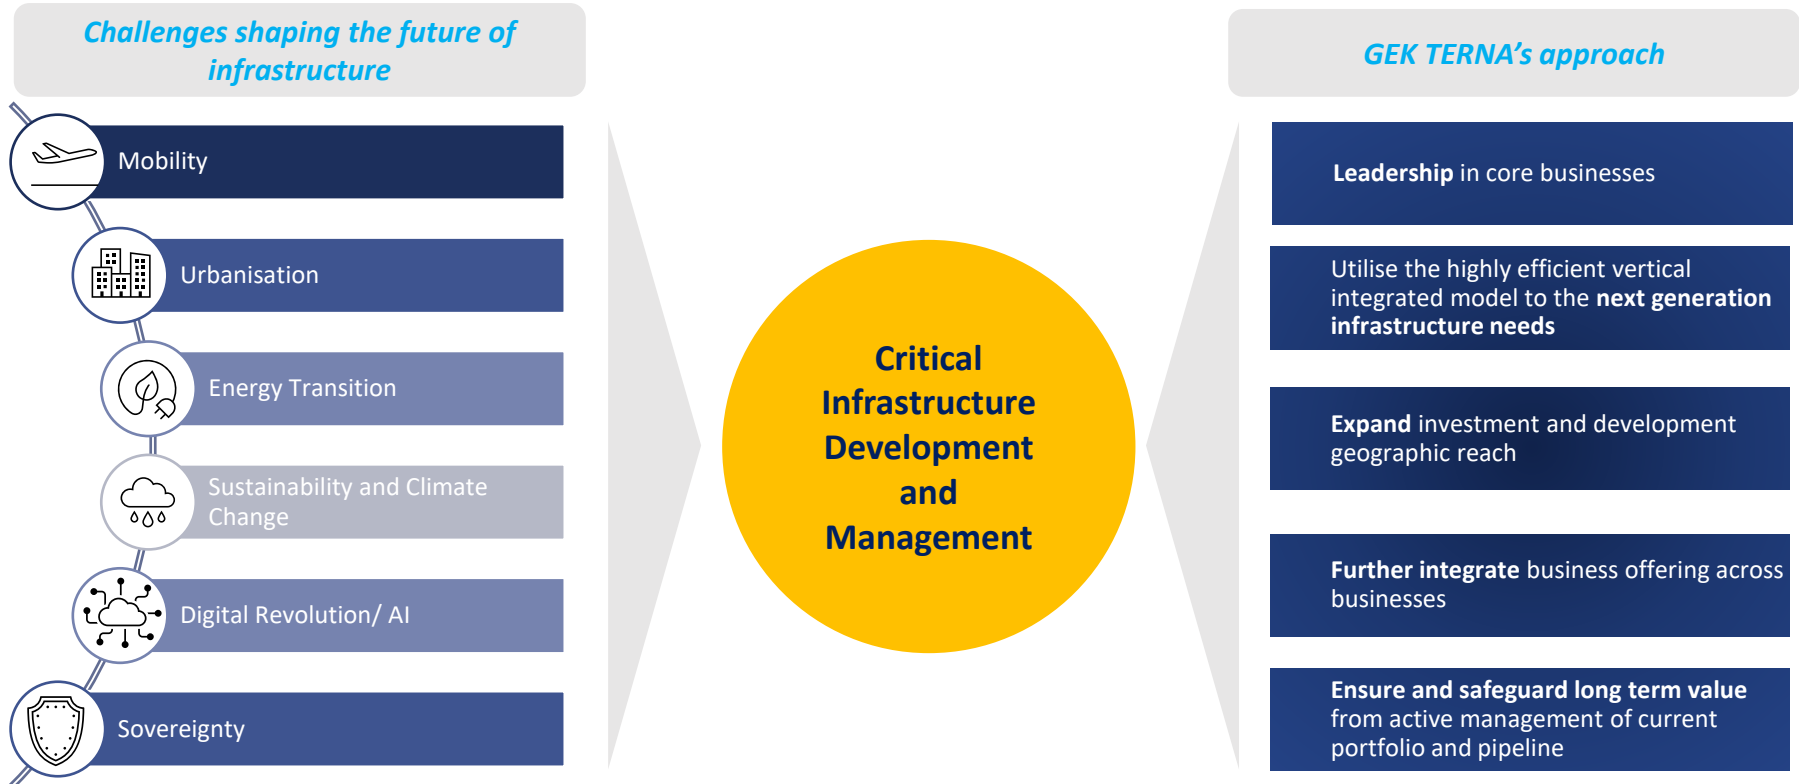 Challenges shaping the future of
infrastructure
Mobility
Urbanisation
Energy Transition
Sustainability and Climate
Change
Digital Revolution/ AI
Sovereignty
Critical
Infrastructure
Development
and
Management
GEK TERNA's approach
Leadership in core businesses
Utilise the highly efficient vertical
integrated model to the next generation
infrastructure needs
Expand investment and development
geographic reach
Further integrate business offering across
businesses
Ensure and safeguard long term value
from active management of current
portfolio and pipeline